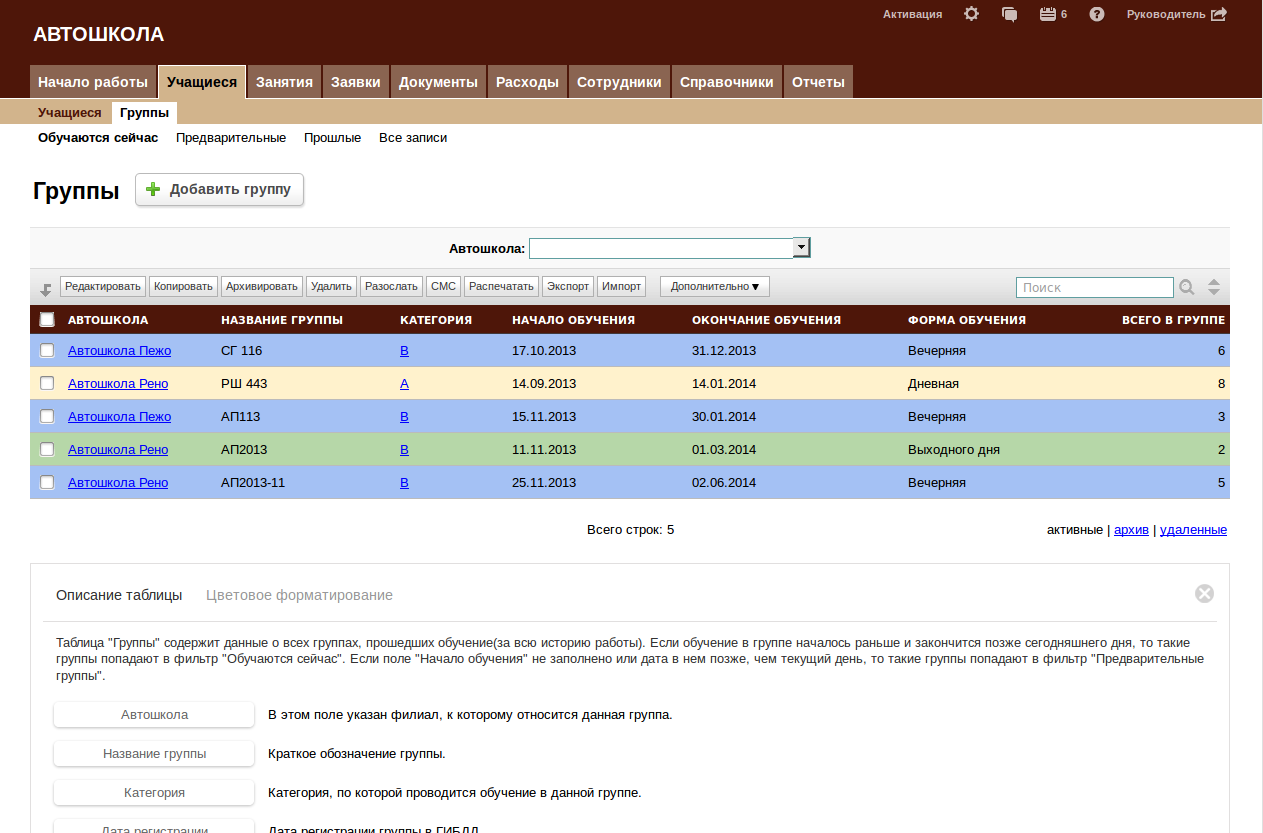 Активация 6 ? Руководитель
АВТОШКОЛА
Начало работы Учащиеся Занятия Заявки Документы Расходы Сотрудники Справочники Отчеты
Учащиеся Группы
Обучаются сейчас Предварительные Прошлые Все записи
Группы Добавить группу
Автошкола:
Редактировать Копировать Архивировать Удалить Разослать СМС Распечатать Экспорт Импорт Дополнительно ▼ Поиск
АВТОШКОЛА НАЗВАНИЕ ГРУППЫ КАТЕГОРИЯ НАЧАЛО ОБУЧЕНИЯ ОКОНЧАНИЕ ОБУЧЕНИЯ ФОРМА ОБУЧЕНИЯ ВСЕГО В ГРУППЕ
Автошкола Пежо СГ 116 B 17.10.2013 31.12.2013 Вечерняя 6
Автошкола Рено РШ 443 A 14.09.2013 14.01.2014 Дневная 8
Автошкола Пежо АП113 B 15.11.2013 30.01.2014 Вечерняя 3
Автошкола Рено АП2013 B 11.11.2013 01.03.2014 Выходного дня 2
Автошкола Рено АП2013-11 B 25.11.2013 02.06.2014 Вечерняя 5
Всего строк: 5 активные | архив | удаленные
Описание таблицы Цветовое форматирование
Таблица "Группы" содержит данные о всех группах, прошедших обучение(за всю историю работы). Если обучение в группе началось раньше и закончится позже сегодняшнего дня, то такие
группы попадают в фильтр "Обучаются сейчас". Если поле "Начало обучения" не заполнено или дата в нем позже, чем текущий день, то такие группы попадают в фильтр "Предварительные
группы".
Автошкола В этом поле указан филиал, к которому относится данная группа.
Название группы Краткое обозначение группы.
Категория Категория, по которой проводится обучение в данной группе.
Дата регистрации Дата регистрации группы в ГИБДД.